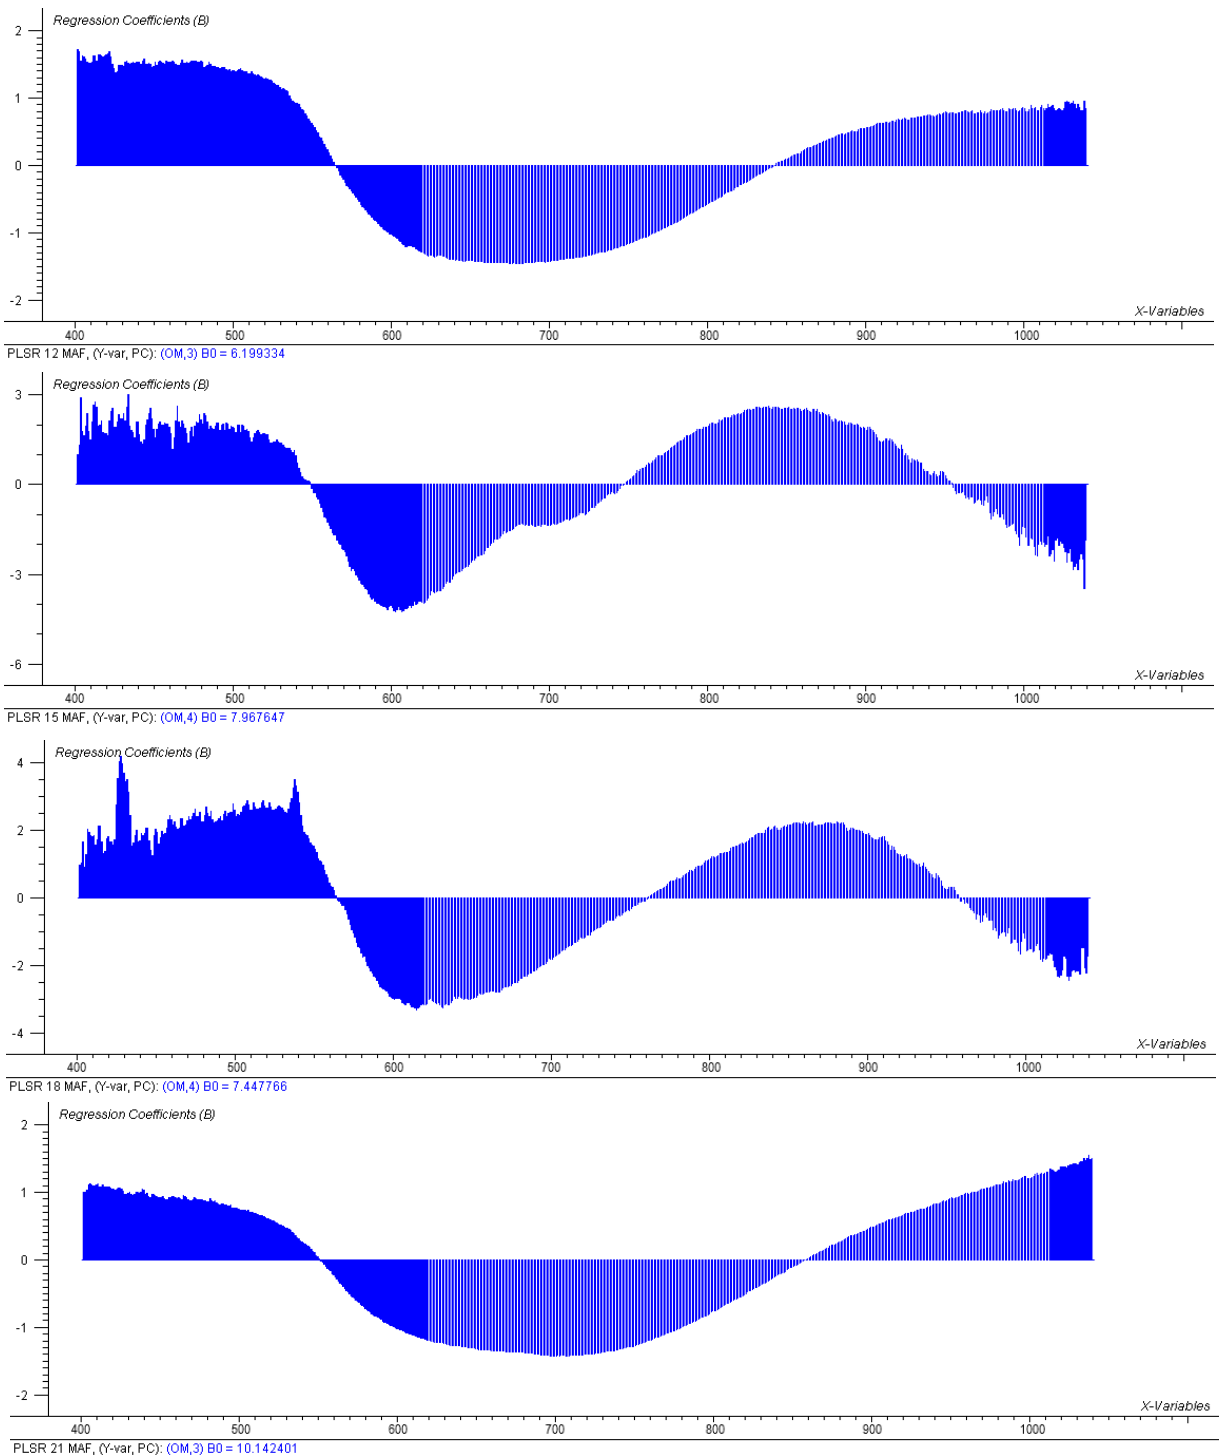 Regression Coefficients (B)
2
1
0
-1
-2
X-Variables
400 500 600 700 800 900 1000
PLSR 12 MAF, (Y-var, PC): (OM,3) B0 = 6.199334
Regression Coefficients (B)
3
0
-3
-6
X-Variables
400 500 600 700 800 900 1000
PLSR 15 MAF, (Y-var, PC): (OM,4) B0 = 7.967647
Regression Coefficients (B)
4
2
0
-2
-4
X-Variables
400 500 600 700 800 900 1000
PLSR 18 MAF, (Y-var, PC): (OM,4) B0 = 7.447766
Regression Coefficients (B)
2
1
0
-1
-2
X-Variables
400 500 600 700 800 900 1000
PLSR 21 MAF, (Y-var, PC): (OM,3) B0 = 10.142401